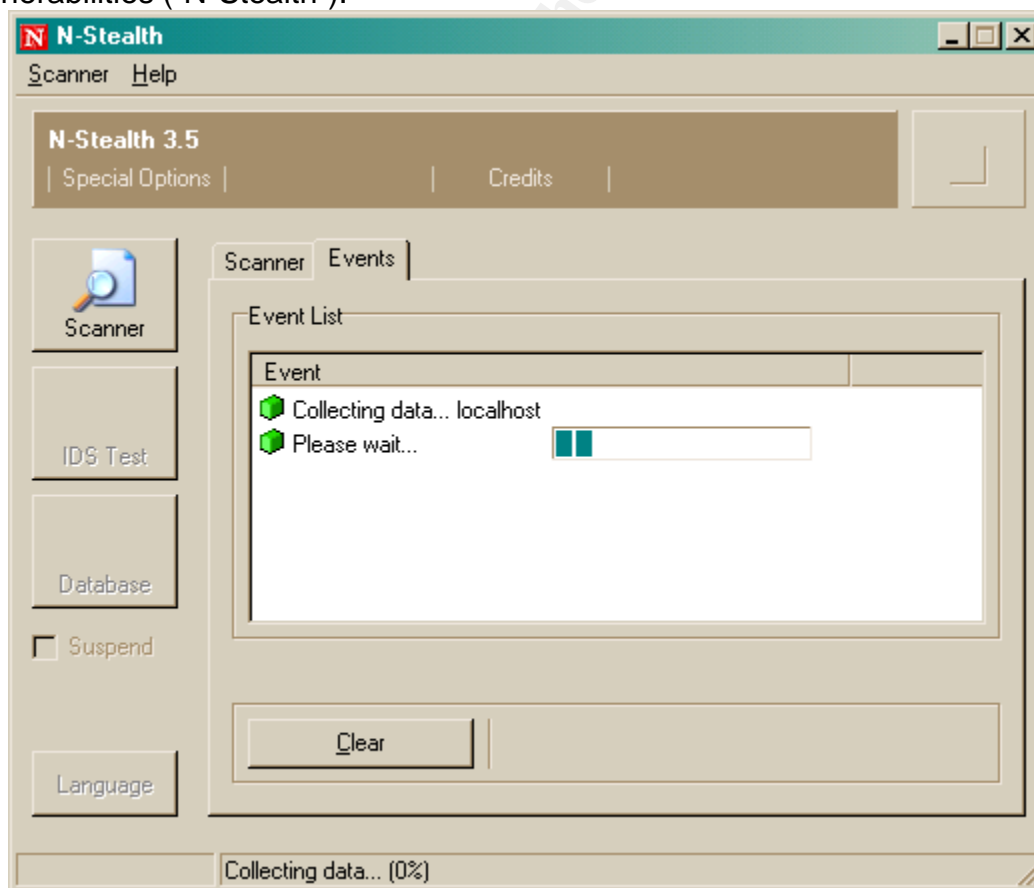 nerabilities ( N-Stealth ).
N-Stealth
Scanner Help
N-Stealth 3.5
| Special Options | | Credits |
Scanner Events
Scanner
Event List
Event
Collecting data... localhost
Please wait...
IDS Test
Database
Suspend
Clear
Language
Collecting data... (0%)